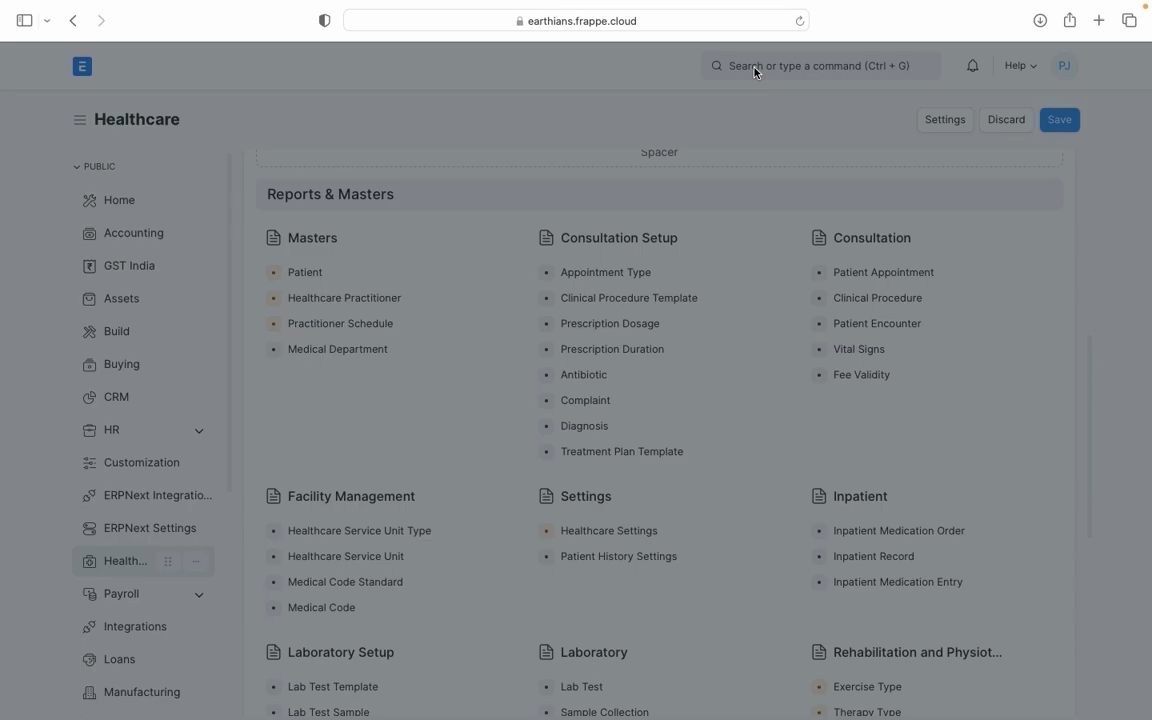 earthians.frappe.cloud
E
Search or type a command (Ctrl + G)
Help
PJ
Healthcare
Settings
Discard
Save
PUBLIC
Home
Accounting
GST India
Assets
Build
Buying
CRM
HR
Customization
ERPNext Integratio...
ERPNext Settings
Health...
Payroll
Integrations
Loans
Manufacturing
Spacer
Reports & Masters
Masters
Patient
Healthcare Practitioner
Practitioner Schedule
Medical Department
Consultation Setup
Appointment Type
Clinical Procedure Template
Prescription Dosage
Prescription Duration
Antibiotic
Complaint
Diagnosis
Treatment Plan Template
Consultation
Patient Appointment
Clinical Procedure
Patient Encounter
Vital Signs
Fee Validity
Facility Management
Healthcare Service Unit Type
Healthcare Service Unit
Medical Code Standard
Medical Code
Settings
Healthcare Settings
Patient History Settings
Inpatient
Inpatient Medication Order
Inpatient Record
Inpatient Medication Entry
Laboratory Setup
Lab Test Template
Lab Test Sample
Laboratory
Lab Test
Sample Collection
Rehabilitation and Physiot...
Exercise Type
Therapy Type